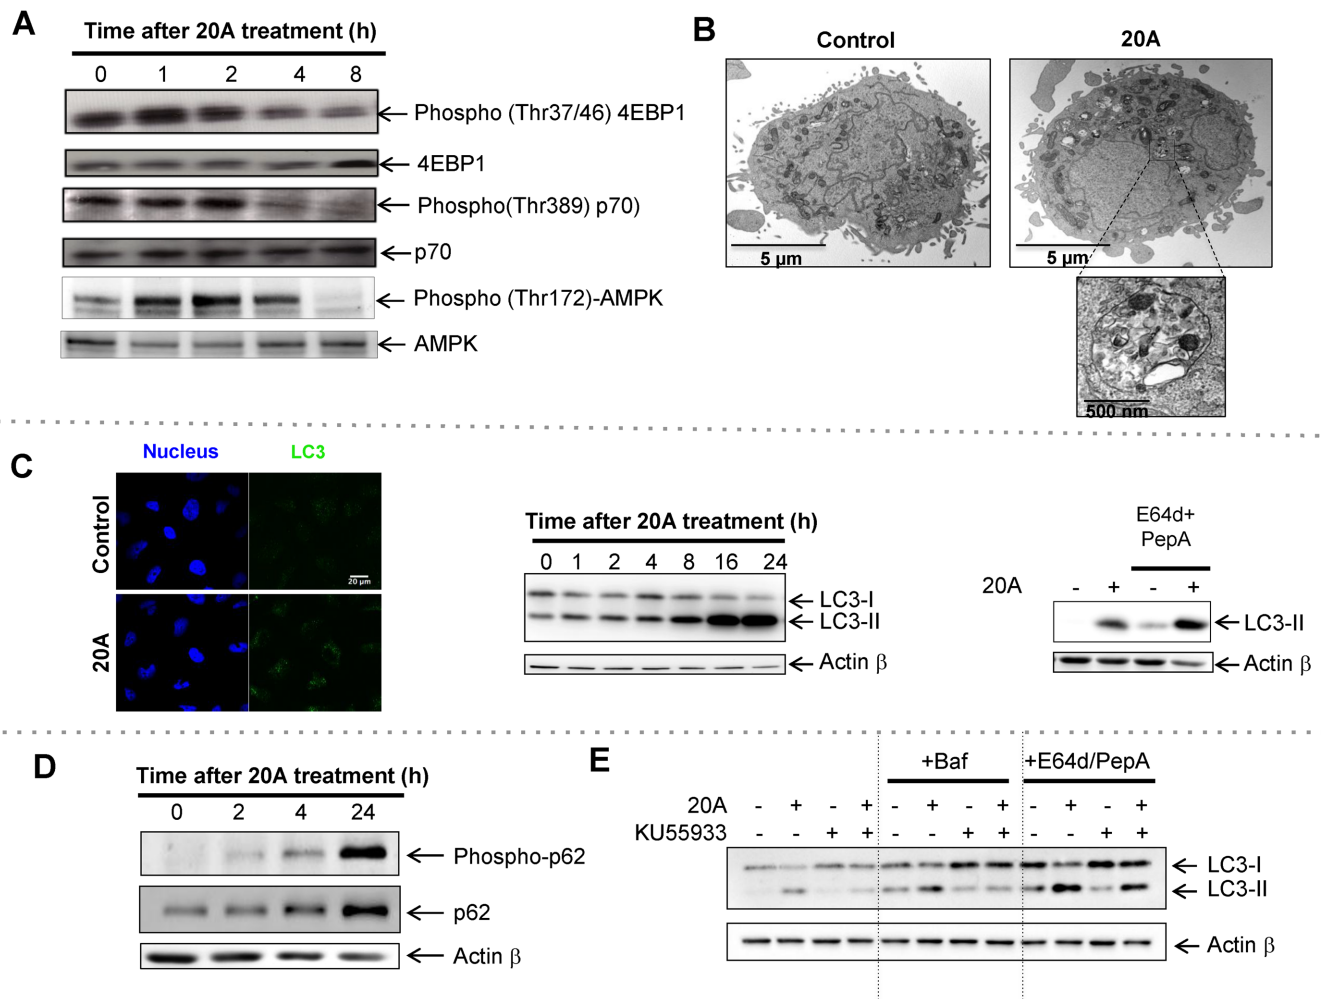 A
Time after 20A treatment (h)
0 1 2 4 8
Phospho (Thr37/46) 4EBP1
4EBP1
Phospho(Thr389) p70)
p70
Phospho (Thr172)-AMPK
AMPK
B
Control
20A
5 µm
5 µm
500 nm
C
Nucleus LC3
Control
20 µm
20A
Time after 20A treatment (h)
0 1 2 4 8 16 24
LC3-I
LC3-II
Actin β
E64d+
PepA
20A - + - +
LC3-II
Actin β
D
Time after 20A treatment (h)
0 2 4 24
Phospho-p62
p62
Actin β
E
+Baf +E64d/PepA
20A - + - + - + - + - + - +
KU55933 - - + + - - + + - - + +
LC3-I
LC3-II
Actin β